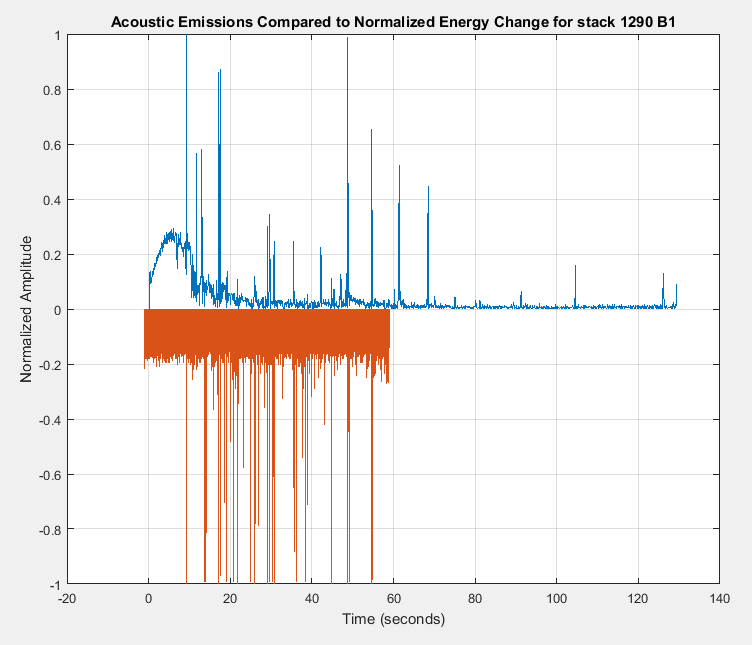 Acoustic Emissions Compared to Normalized Energy Change for stack 1290 B1
1
0.8
0.6
0.4
0.2
0
-0.2
-0.4
-0.6
-0.8
-1
Normalized Amplitude
-20 0 20 40 60 80 100 120 140
Time (seconds)